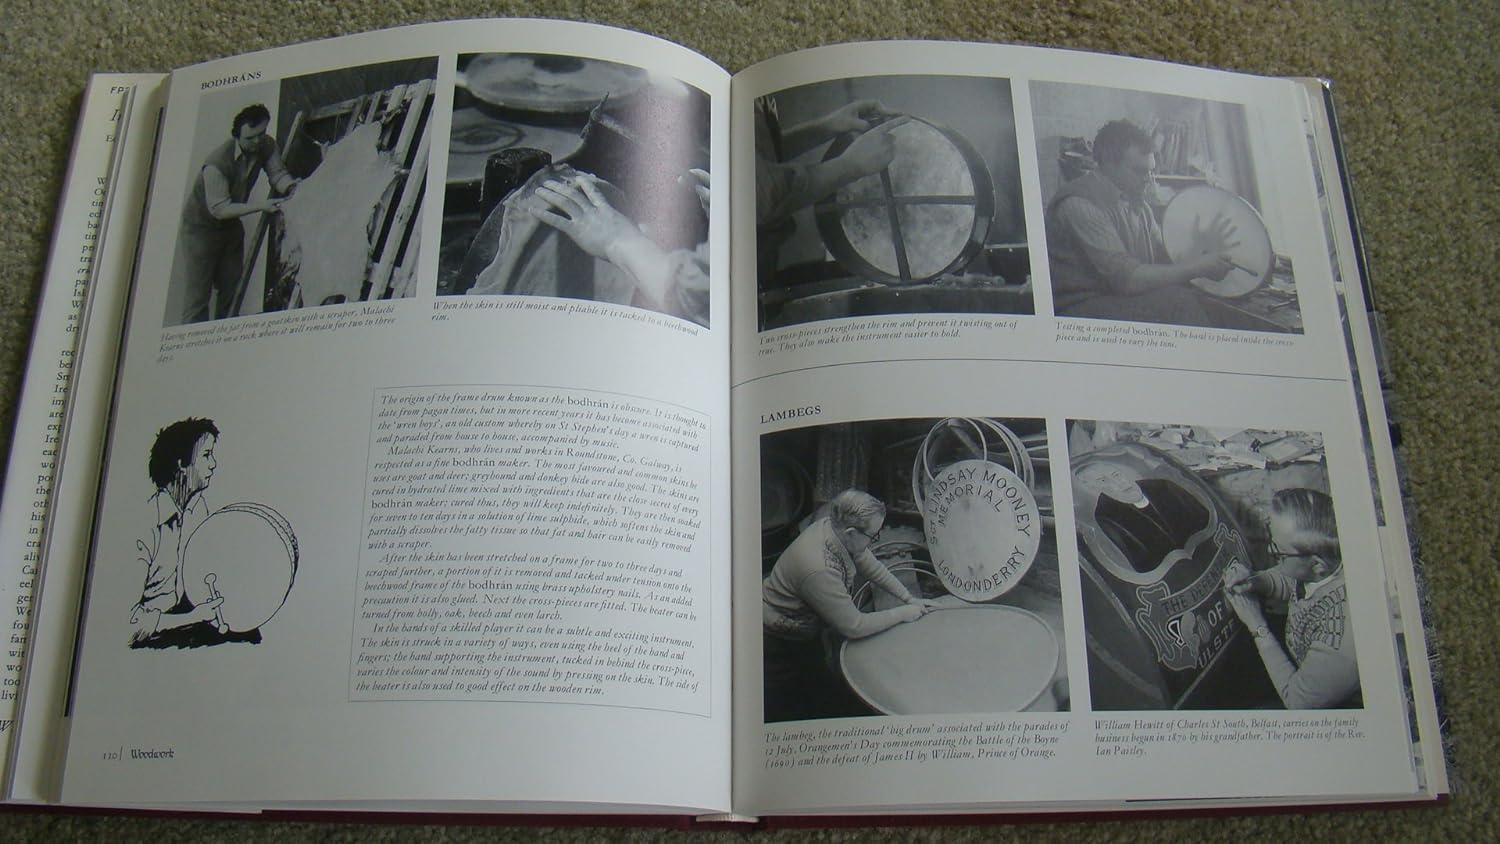 BODHRÁNS
Having removed the fat from a goatskin with a scraper, Malachi
Kearns stretches it on a rack where it will remain for two to three
days.
When the skin is still moist and pliable it is tacked to a beechwood
rim.
The origin of the frame drum known as the bodhrán is obscure. It is thought to
date from pagan times, but in more recent years it has become associated with
the 'wren boys', an old custom whereby on St Stephen's day a wren is captured
and paraded from house to house, accompanied by music.
Malachi Kearns, who lives and works in Roundstone, Co. Galway, is
respected as a fine bodhrán maker. The most favoured and common skins he
uses are goat and deer; greyhound and donkey hide are also good. The skins are
cured in hydrated lime mixed with ingredients that are the close secret of every
bodhrán maker; cured thus, they will keep indefinitely. They are then soaked
for seven to ten days in a solution of lime sulphide, which softens the skin and
partially dissolves the fatty tissue so that fat and hair can be easily removed
with a scraper.
After the skin has been stretched on a frame for two to three days and
scraped further, a portion of it is removed and tacked under tension onto the
beechwood frame of the bodhrán using brass upholstery nails. As an added
precaution it is also glued. Next the cross-pieces are fitted. The beater can be
turned from holly, oak, beech and even larch.
In the hands of a skilled player it can be a subtle and exciting instrument.
The skin is struck in a variety of ways, even using the heel of the hand and
fingers; the hand supporting the instrument, tucked in behind the cross-piece,
varies the colour and intensity of the sound by pressing on the skin. The side of
the beater is also used to good effect on the wooden rim.
110 | Woodwork
Two cross-pieces strengthen the rim and prevent it twisting out of
true. They also make the instrument easier to hold.
Testing a completed bodhrán. The hand is placed inside the cross-
piece and is used to vary the tone.
LAMBEGS
SGT LINDSAY MOONEY
MEMORIAL
LONDONDERRY
THE
OF
ULSTE
The lambeg, the traditional 'big drum' associated with the parades of
12 July, Orangemen's Day commemorating the Battle of the Boyne
(1690) and the defeat of James II by William, Prince of Orange.
William Hewitt of Charles St South, Belfast, carries on the family
business begun in 1870 by his grandfather. The portrait is of the Rev.
Ian Paisley.